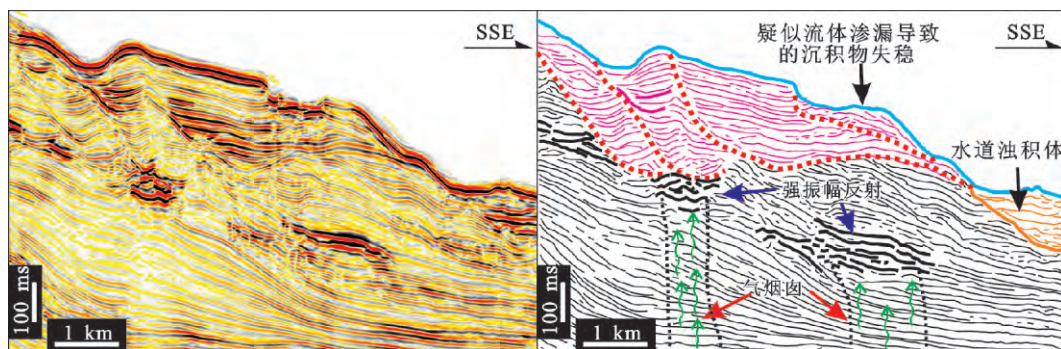 SSE
100 ms
1 km
疑似流体渗漏导致
的沉积物失稳
SSE
水道浊积体
强振幅反射
气烟囱
100 ms
1 km